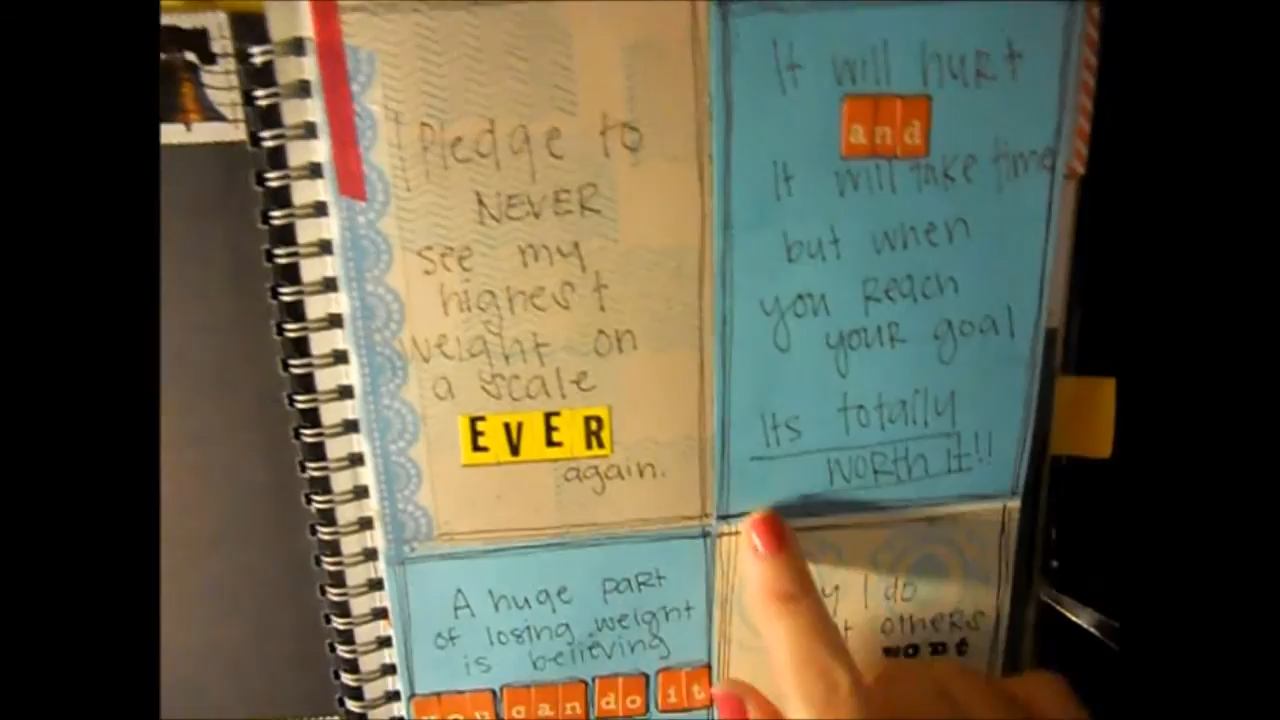 I pledge to
NEVER
see my
highest
weight on
a scale
EVER
again.
It will hurt
and
It will take time
but when
you reach
your goal
Its totally
worth it!!
A huge part
of losing weight
is believing
you can do it
I do
others
wont